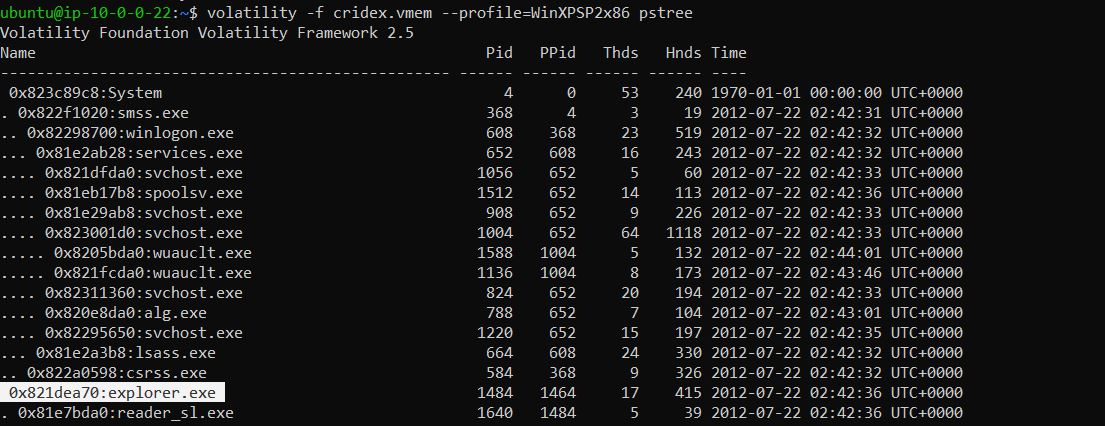 ubuntu@ip-10-0-0-22:~$ volatility -f cridex.vmem --profile=WinXPSP2x86 pstree
Volatility Foundation Volatility Framework 2.5
Name                                                  Pid   PPid   Thds   Hnds Time
-------------------------------------------------- ------ ------ ------ ------ ----
 0x823c89c8:System                                      4      0     53    240 1970-01-01 00:00:00 UTC+0000
. 0x822f1020:smss.exe                                 368      4      3     19 2012-07-22 02:42:31 UTC+0000
.. 0x82298700:winlogon.exe                            608    368     23    519 2012-07-22 02:42:32 UTC+0000
... 0x81e2ab28:services.exe                           652    608     16    243 2012-07-22 02:42:32 UTC+0000
.... 0x821dfda0:svchost.exe                          1056    652      5     60 2012-07-22 02:42:33 UTC+0000
.... 0x81eb17b8:spoolsv.exe                          1512    652     14    113 2012-07-22 02:42:36 UTC+0000
.... 0x81e29ab8:svchost.exe                           908    652      9    226 2012-07-22 02:42:33 UTC+0000
.... 0x823001d0:svchost.exe                          1004    652     64   1118 2012-07-22 02:42:33 UTC+0000
..... 0x8205bda0:wuauclt.exe                         1588   1004      5    132 2012-07-22 02:44:01 UTC+0000
..... 0x821fcda0:wuauclt.exe                         1136   1004      8    173 2012-07-22 02:43:46 UTC+0000
.... 0x82311360:svchost.exe                           824    652     20    194 2012-07-22 02:42:33 UTC+0000
.... 0x820e8da0:alg.exe                               788    652      7    104 2012-07-22 02:43:01 UTC+0000
.... 0x82295650:svchost.exe                          1220    652     15    197 2012-07-22 02:42:35 UTC+0000
... 0x81e2a3b8:lsass.exe                              664    608     24    330 2012-07-22 02:42:32 UTC+0000
.. 0x822a0598:csrss.exe                               584    368      9    326 2012-07-22 02:42:32 UTC+0000
 0x821dea70:explorer.exe                             1484   1464     17    415 2012-07-22 02:42:36 UTC+0000
. 0x81e7bda0:reader_sl.exe                           1640   1484      5     39 2012-07-22 02:42:36 UTC+0000